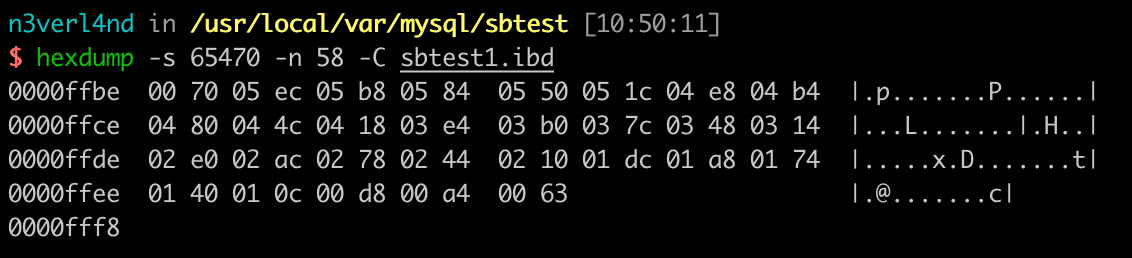 n3verl4nd in /usr/local/var/mysql/sbtest [10:50:11]
$ hexdump -s 65470 -n 58 -C sbtest1.ibd
0000ffbe  00 70 05 ec 05 b8 05 84  05 50 05 1c 04 e8 04 b4  |.p.......P......|
0000ffce  04 80 04 4c 04 18 03 e4  03 b0 03 7c 03 48 03 14  |...L.......|.H..|
0000ffde  02 e0 02 ac 02 78 02 44  02 10 01 dc 01 a8 01 74  |.....x.D.......t|
0000ffee  01 40 01 0c 00 d8 00 a4  00 63                    |.@.......c|
0000fff8